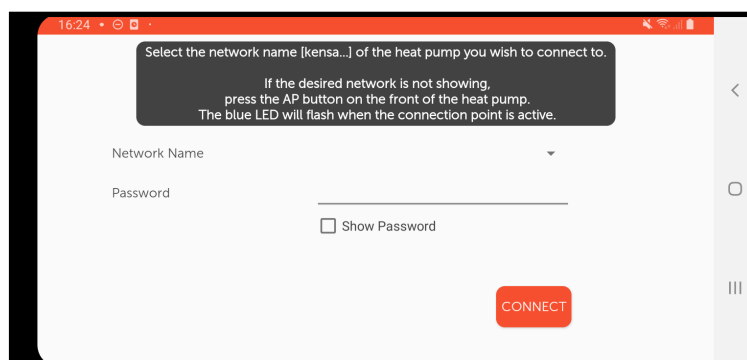 16:24
Select the network name [kensa...] of the heat pump you wish to connect to.
If the desired network is not showing,
press the AP button on the front of the heat pump.
The blue LED will flash when the connection point is active.
Network Name
Password
Show Password
CONNECT